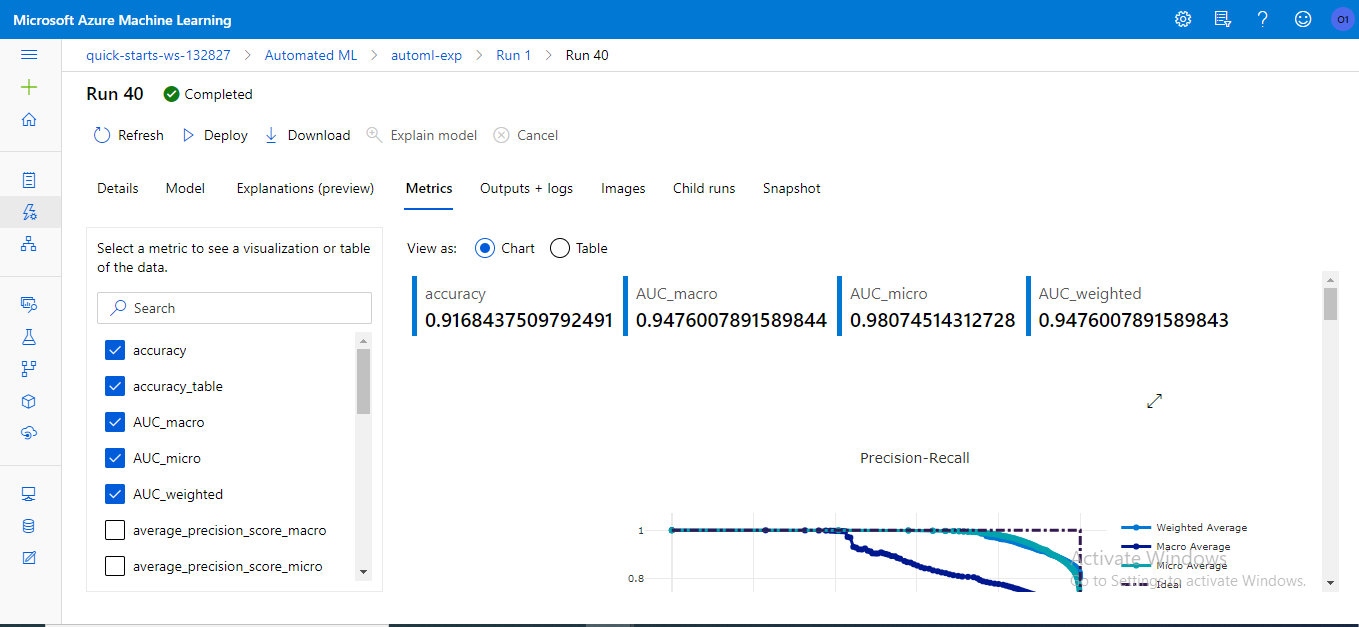 Microsoft Azure Machine Learning
O1
quick-starts-ws-132827 > Automated ML > automl-exp > Run 1 > Run 40
Run 40 Completed
Refresh Deploy Download Explain model Cancel
Details Model Explanations (preview) Metrics Outputs + logs Images Child runs Snapshot
Select a metric to see a visualization or table
of the data.
Search
accuracy
accuracy_table
AUC_macro
AUC_micro
AUC_weighted
average_precision_score_macro
average_precision_score_micro
View as: Chart Table
accuracy
0.9168437509792491
AUC_macro
0.9476007891589844
AUC_micro
0.98074514312728
AUC_weighted
0.9476007891589843
Precision-Recall
1
0.8
Weighted Average
Macro Average
Micro Average
Ideal
Activate Windows
Go to Settings to activate Windows.